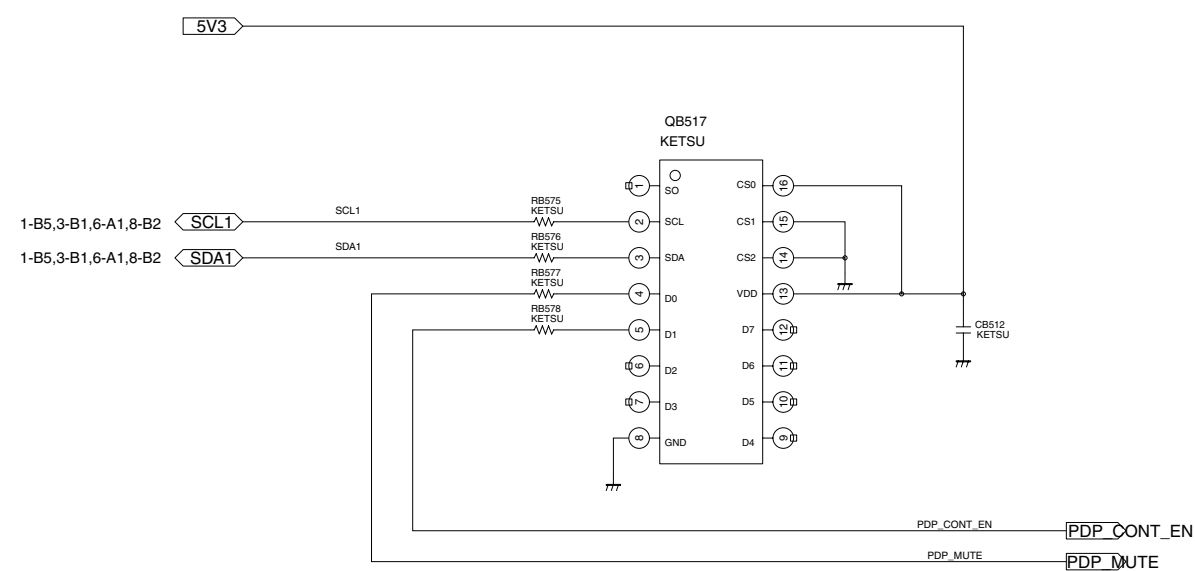 5V3
QB517
KETSU
1 SO CS0 16
1-B5,3-B1,6-A1,8-B2 SCL1 SCL1 RB575 KETSU 2 SCL CS1 15
1-B5,3-B1,6-A1,8-B2 SDA1 SDA1 RB576 KETSU 3 SDA CS2 14
RB577 KETSU 4 D0 VDD 13
RB578 KETSU 5 D1 D7 12
CB512 KETSU
6 D2 D6 11
7 D3 D5 10
8 GND D4 9
PDP_CONT_EN PDP_CONT_EN
PDP_MUTE PDP_MUTE